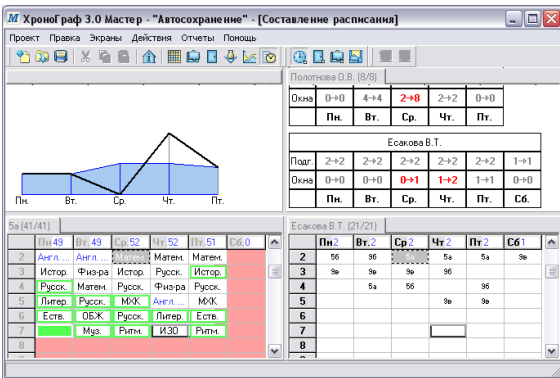 М ХроноГраф 3.0 Мастер - "Автосохранение" - [Составление расписания]
Проект Правка Экраны Действия Отчеты Помощь
Полотнова О.В. (8/8)
Окна 0→0 4→4 2→8 2→2 0→0
Пн. Вт. Ср. Чт. Пт.
Есакова В.Т.
Подг. 2→2 2→2 2→2 2→2 2→2 1→1
Окна 0→0 0→0 0→1 1→2 1→1 0→0
Пн. Вт. Ср. Чт. Пт. Сб.
Пн. Вт. Ср. Чт. Пт.
5а (41/41)
Пн 49 Вт. 49 Ср. 52 Чт. 52 Пт. 51 Сб. 0
2 Англ. ... Англ. ... Матем. Матем. Матем.
3 Истор. Физ-ра Истор. Русск. Истор.
4 Русск. Матем. Русск. Физ-ра Русск.
5 Литер. Русск. МХК Англ. ... МХК
6 Еств. ОБЖ Русск. Литер. Еств.
7 Муз. Ритм. ИЗО Ритм.
8
Есакова В.Т. (21/21)
Пн 2 Вт. 2 Ср 2 Чт 2 Пт 2 Сб 1
2 5б 9б 5а 5а 5а 9в
3 9в 9в 9в 9б
4 5а 5б 9б
5 9в 9в
6
7
8